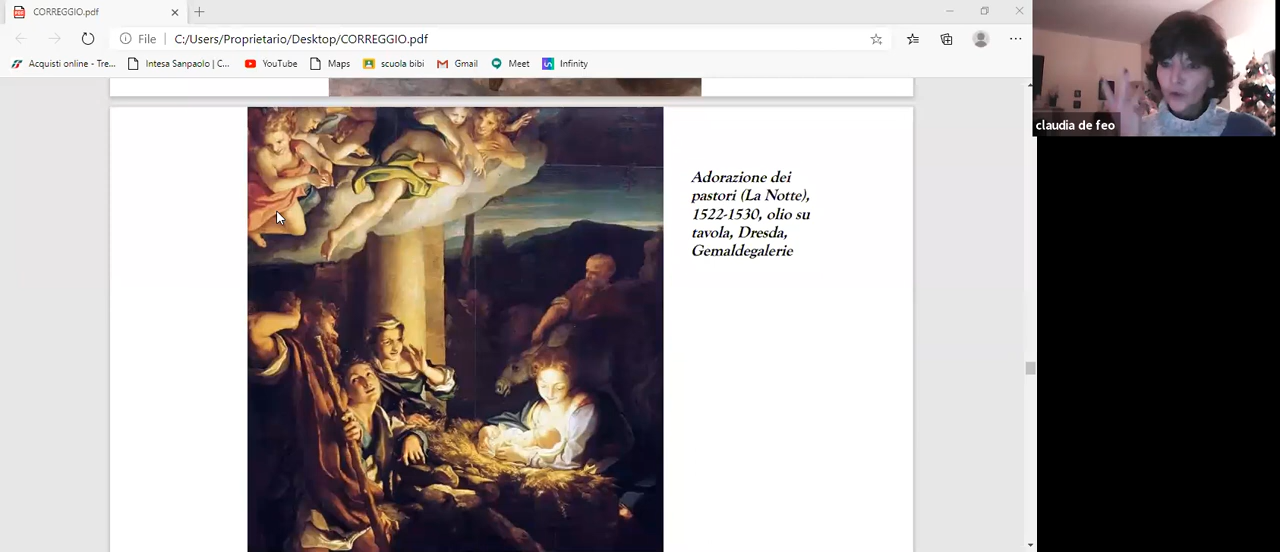 CORREGGIO.pdf
File
C:/Users/Proprietario/Desktop/CORREGGIO.pdf
Acquisti online - Tre...
Intesa Sanpaolo | C...
YouTube
Maps
scuola bibi
Gmail
Meet
Infinity
claudia de feo
Adorazione dei
pastori (La Notte),
1522-1530, olio su
tavola, Dresda,
Gemaldegalerie